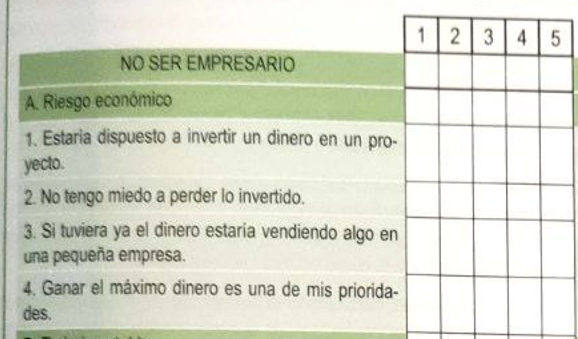 1 2 3 4 5
NO SER EMPRESARIO
A. Riesgo económico
1. Estaría dispuesto a invertir un dinero en un pro-
yecto.
2. No tengo miedo a perder lo invertido.
3. Si tuviera ya el dinero estaría vendiendo algo en
una pequeña empresa.
4. Ganar el máximo dinero es una de mis priorida-
des.